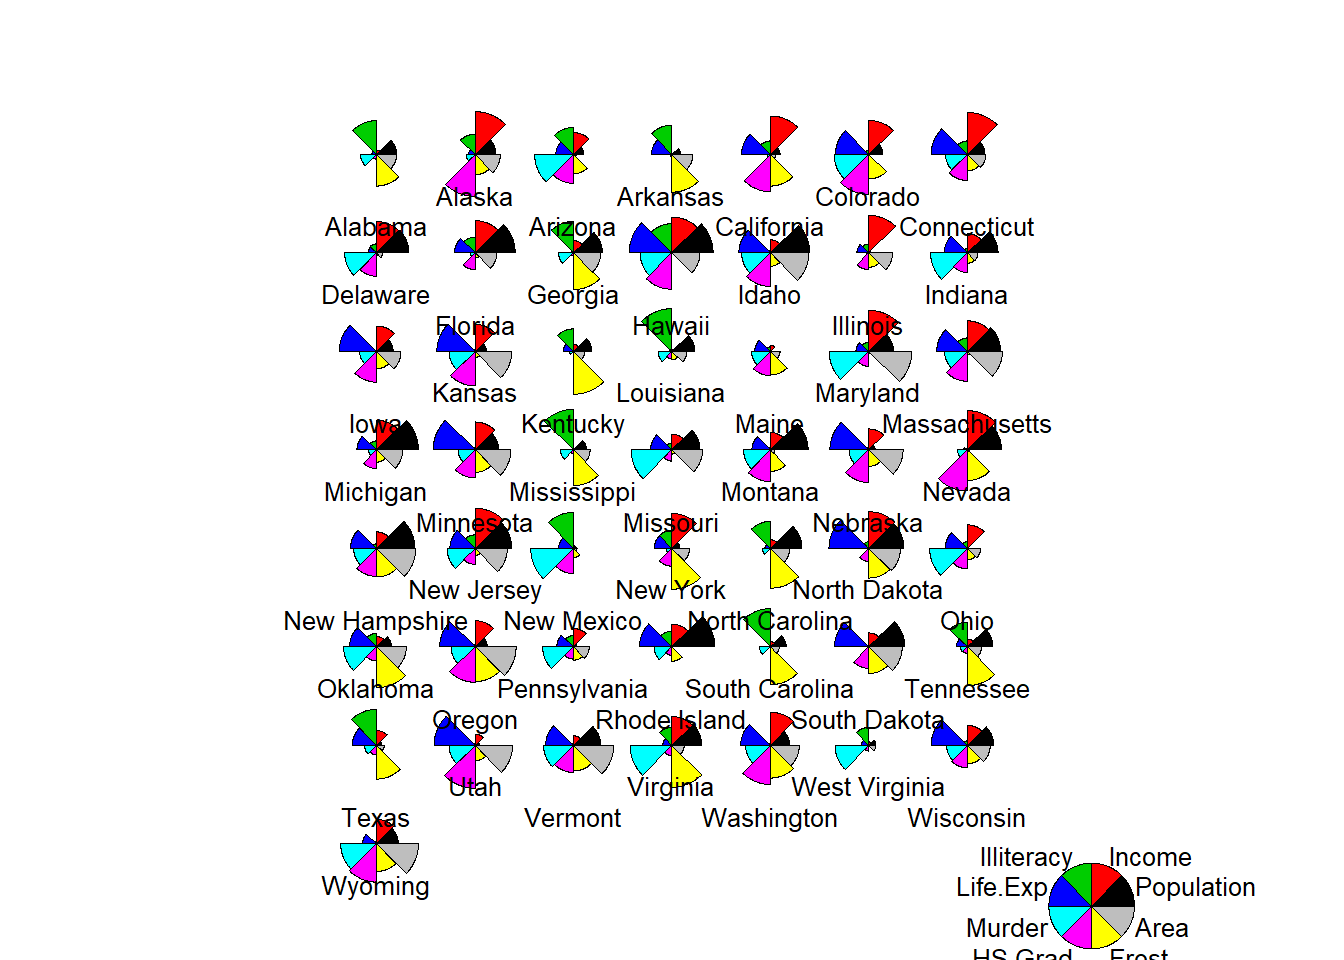 Alaska
Arkansas
Colorado
Alabama
Arizona
California
Connecticut
Delaware
Georgia
Idaho
Indiana
Florida
Hawaii
Illinois
Kansas
Louisiana
Maryland
Iowa
Kentucky
Maine
Massachusetts
Michigan
Mississippi
Montana
Nevada
Minnesota
Missouri
Nebraska
New Jersey
New York
North Dakota
New Hampshire
New Mexico
North Carolina
Ohio
Oklahoma
Pennsylvania
South Carolina
Tennessee
Oregon
Rhode Island
South Dakota
Utah
Virginia
West Virginia
Texas
Vermont
Washington
Wisconsin
Illiteracy
Income
Wyoming
Life.Exp
Population
Murder
Area
HS.Grad
Frost